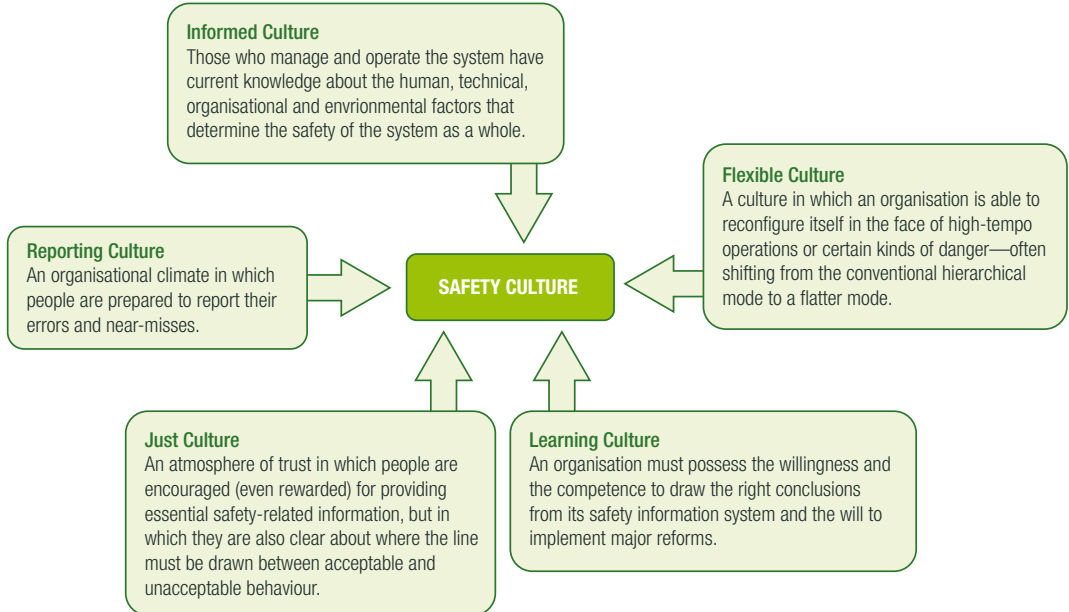 Informed Culture
Those who manage and operate the system have
current knowledge about the human, technical,
organisational and envrionmental factors that
determine the safety of the system as a whole.
Flexible Culture
A culture in which an organisation is able to
reconfigure itself in the face of high-tempo
operations or certain kinds of danger—often
shifting from the conventional hierarchical
mode to a flatter mode.
Reporting Culture
An organisational climate in which
people are prepared to report their
errors and near-misses.
SAFETY CULTURE
Just Culture
An atmosphere of trust in which people are
encouraged (even rewarded) for providing
essential safety-related information, but in
which they are also clear about where the line
must be drawn between acceptable and
unacceptable behaviour.
Learning Culture
An organisation must possess the willingness and
the competence to draw the right conclusions
from its safety information system and the will to
implement major reforms.